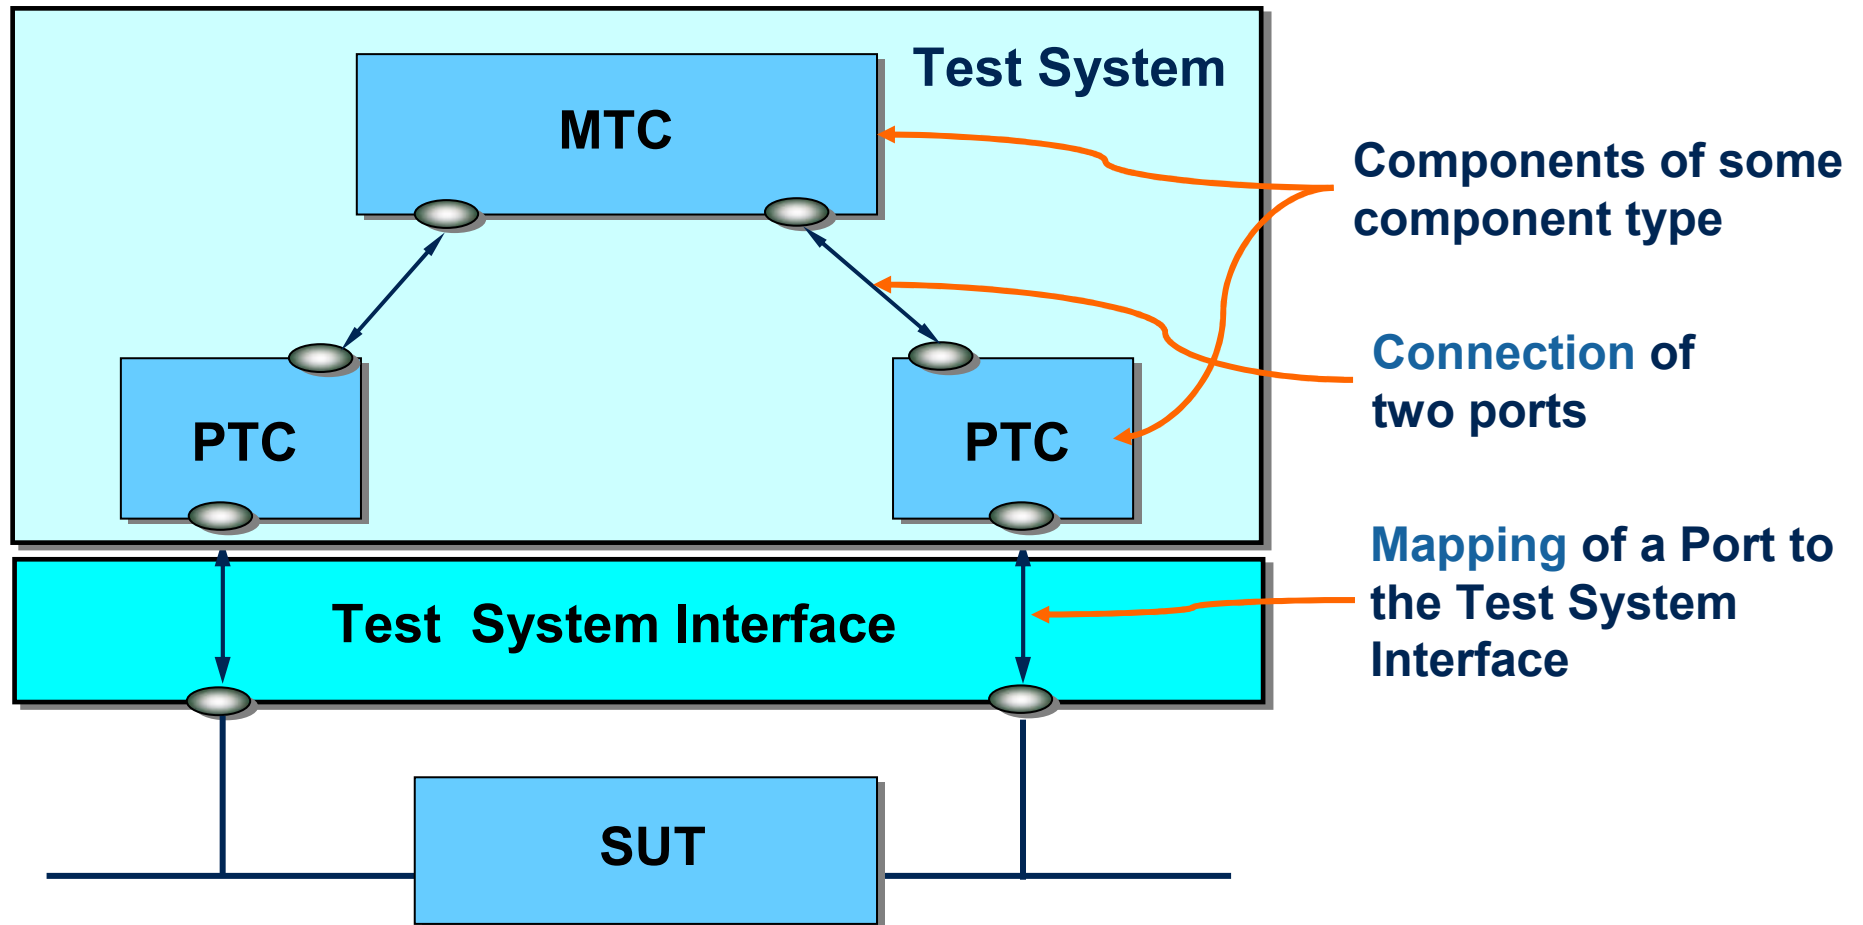 Test System
MTC
Components of some
component type
Connection of
two ports
PTC
PTC
Mapping of a Port to
the Test System
Interface
Test  System Interface
SUT